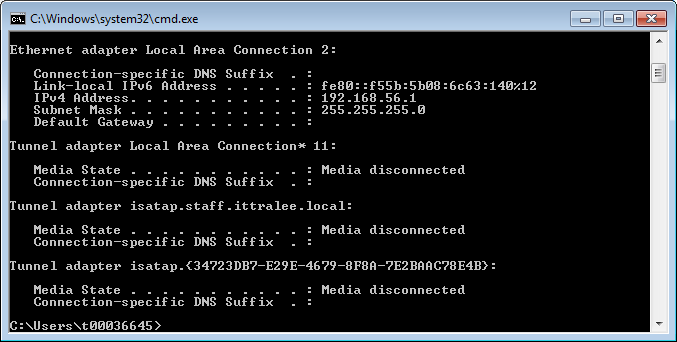 C:\Windows\system32\cmd.exe
Ethernet adapter Local Area Connection 2:
Connection-specific DNS Suffix  . :
Link-local IPv6 Address . . . . . : fe80::f55b:5b08:6c63:140%12
IPv4 Address. . . . . . . . . . . : 192.168.56.1
Subnet Mask . . . . . . . . . . . : 255.255.255.0
Default Gateway . . . . . . . . . :
Tunnel adapter Local Area Connection* 11:
Media State . . . . . . . . . . . : Media disconnected
Connection-specific DNS Suffix  . :
Tunnel adapter isatap.staff.ittralee.local:
Media State . . . . . . . . . . . : Media disconnected
Connection-specific DNS Suffix  . :
Tunnel adapter isatap.{34723DB7-E29E-4679-8F8A-7E2BAAC78E4B}:
Media State . . . . . . . . . . . : Media disconnected
Connection-specific DNS Suffix  . :
C:\Users\t00036645>